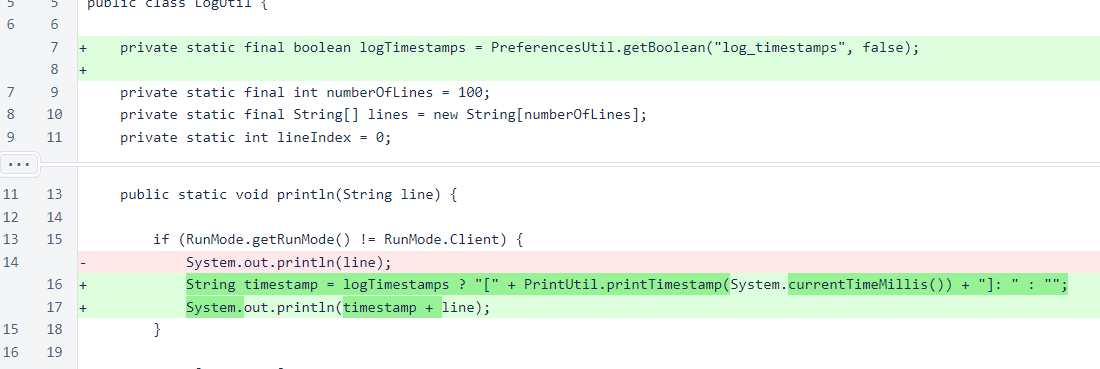 5 5 public class LogUtil {
6 6
7 + private static final boolean logTimestamps = PreferencesUtil.getBoolean("log_timestamps", false);
8 +
7 9 private static final int numberOfLines = 100;
8 10 private static final String[] lines = new String[numberOfLines];
9 11 private static int lineIndex = 0;
...
11 13 public static void println(String line) {
12 14
13 15 if (RunMode.getRunMode() != RunMode.Client) {
14 - System.out.println(line);
16 + String timestamp = logTimestamps ? "[" + PrintUtil.printTimestamp(System.currentTimeMillis()) + "]: " : "";
17 + System.out.println(timestamp + line);
15 18 }
16 19